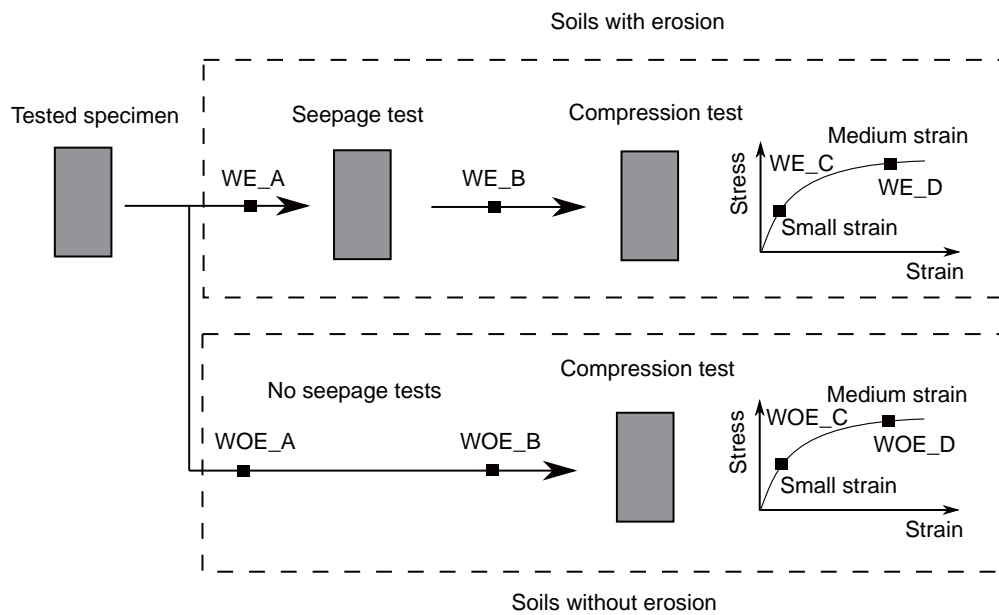 Soils with erosion
Tested specimen
Seepage test
Compression test
WE_A
WE_B
Stress
Medium strain
WE_C
WE_D
Small strain
Strain
No seepage tests
Compression test
WOE_A
WOE_B
Stress
Medium strain
WOE_C
WOE_D
Small strain
Strain
Soils without erosion